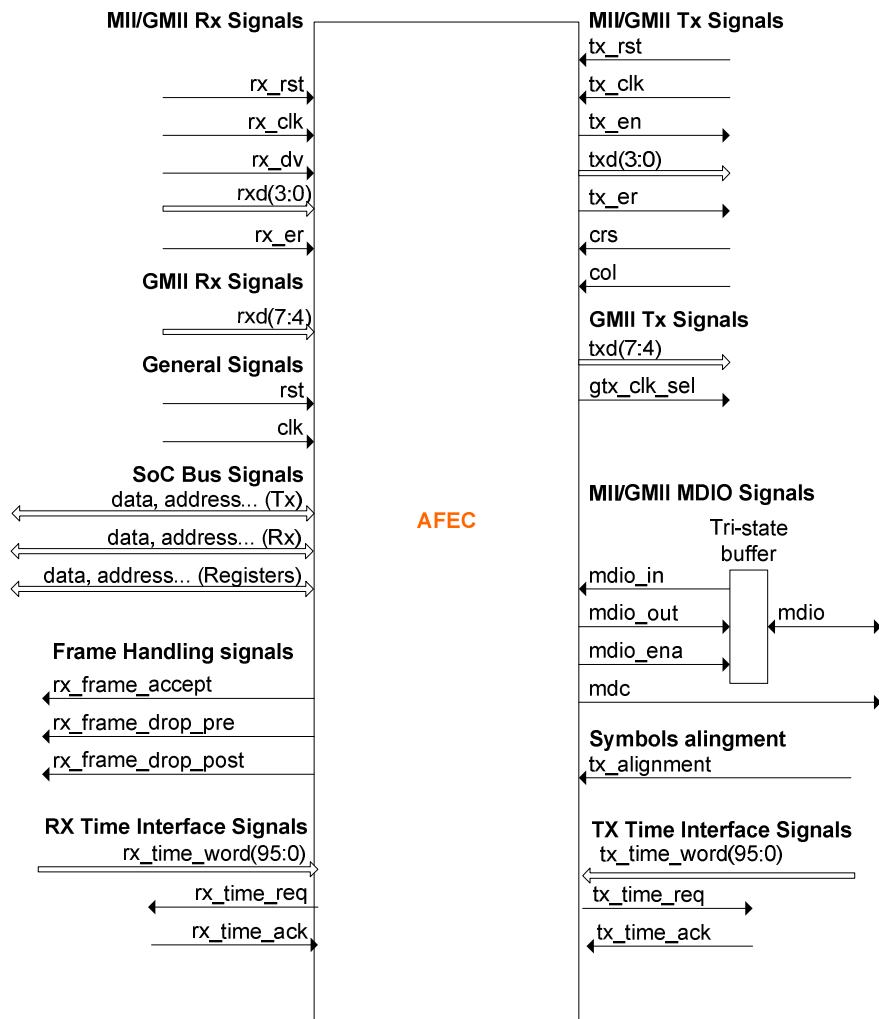 MII/GMII Rx Signals
rx_rst
rx_clk
rx_dv
rxd(3:0)
rx_er
GMII Rx Signals
rxd(7:4)
General Signals
rst
clk
SoC Bus Signals
data, address... (Tx)
data, address... (Rx)
data, address... (Registers)
Frame Handling signals
rx_frame_accept
rx_frame_drop_pre
rx_frame_drop_post
RX Time Interface Signals
rx_time_word(95:0)
rx_time_req
rx_time_ack
AFEC
MII/GMII Tx Signals
tx_rst
tx_clk
tx_en
txd(3:0)
tx_er
crs
col
GMII Tx Signals
txd(7:4)
gtx_clk_sel
MII/GMII MDIO Signals
Tri-state
buffer
mdio_in
mdio_out
mdio
mdio_ena
mdc
Symbols alingment
tx_alignment
TX Time Interface Signals
tx_time_word(95:0)
tx_time_req
tx_time_ack